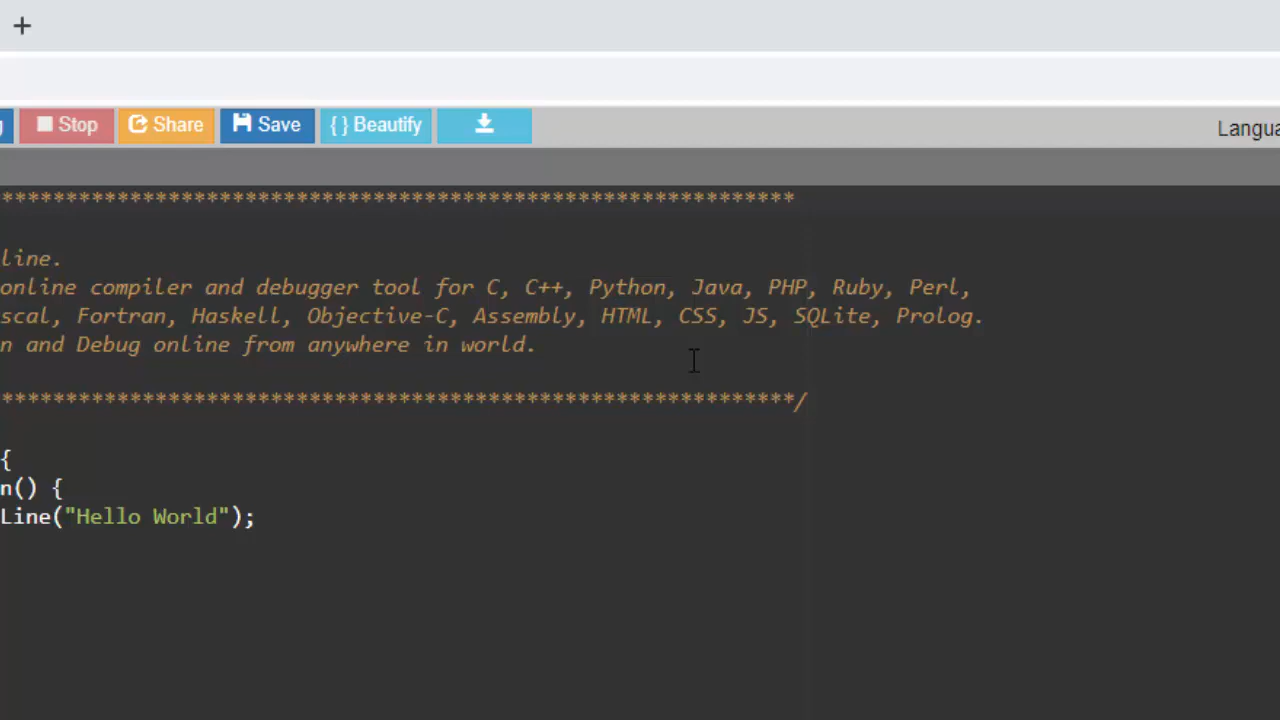 +
Stop Share Save { } Beautify
Langua
***************************************************************
line.
online compiler and debugger tool for C, C++, Python, Java, PHP, Ruby, Perl,
scal, Fortran, Haskell, Objective-C, Assembly, HTML, CSS, JS, SQLite, Prolog.
n and Debug online from anywhere in world.
***************************************************************/
{
n() {
Line("Hello World");